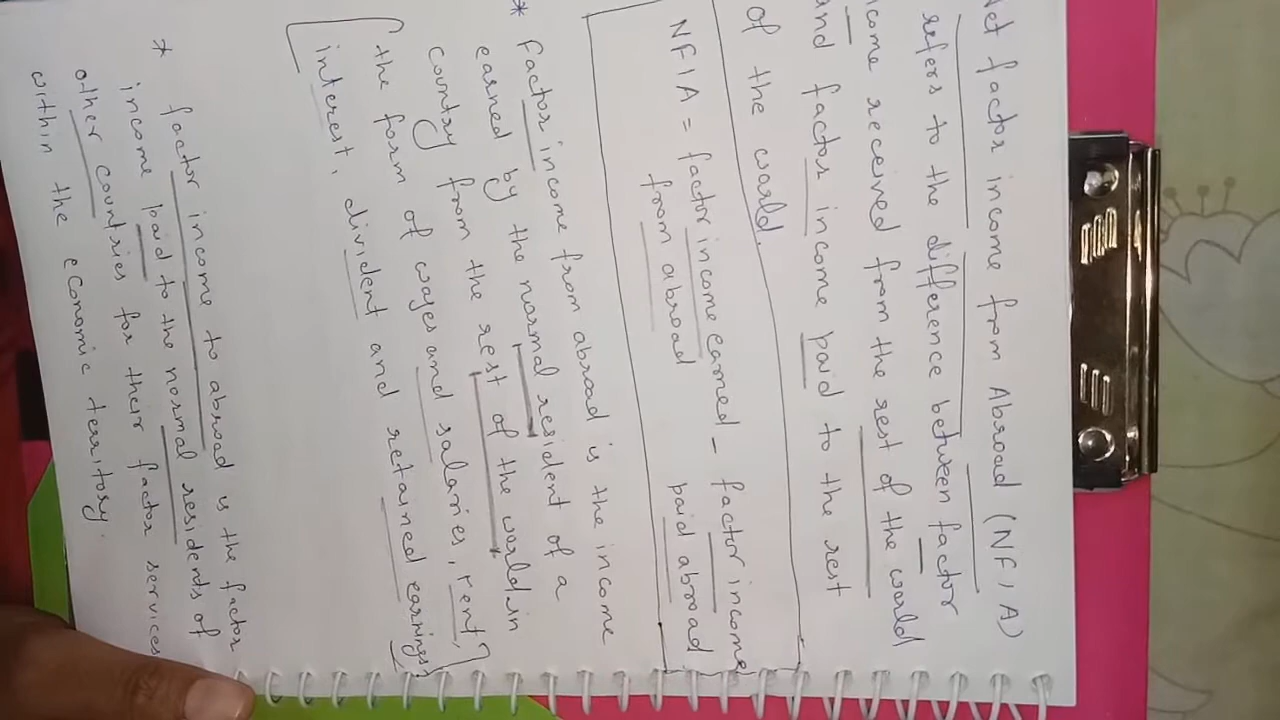 Net factor income from Abroad (NFIA)
refers to the difference between factor
income received from the rest of the world
and factor income paid to the rest
of the world.
NFIA = factor income earned - factor income
from abroad paid abroad
* Factor income from abroad is the income
earned by the normal resident of a
country from the rest of the world in
the form of wages and salaries, rent,
interest, divident and retained earnings
* factor income to abroad is the factor
income paid to the normal residents of
other countries for their factor services
within the economic territory.